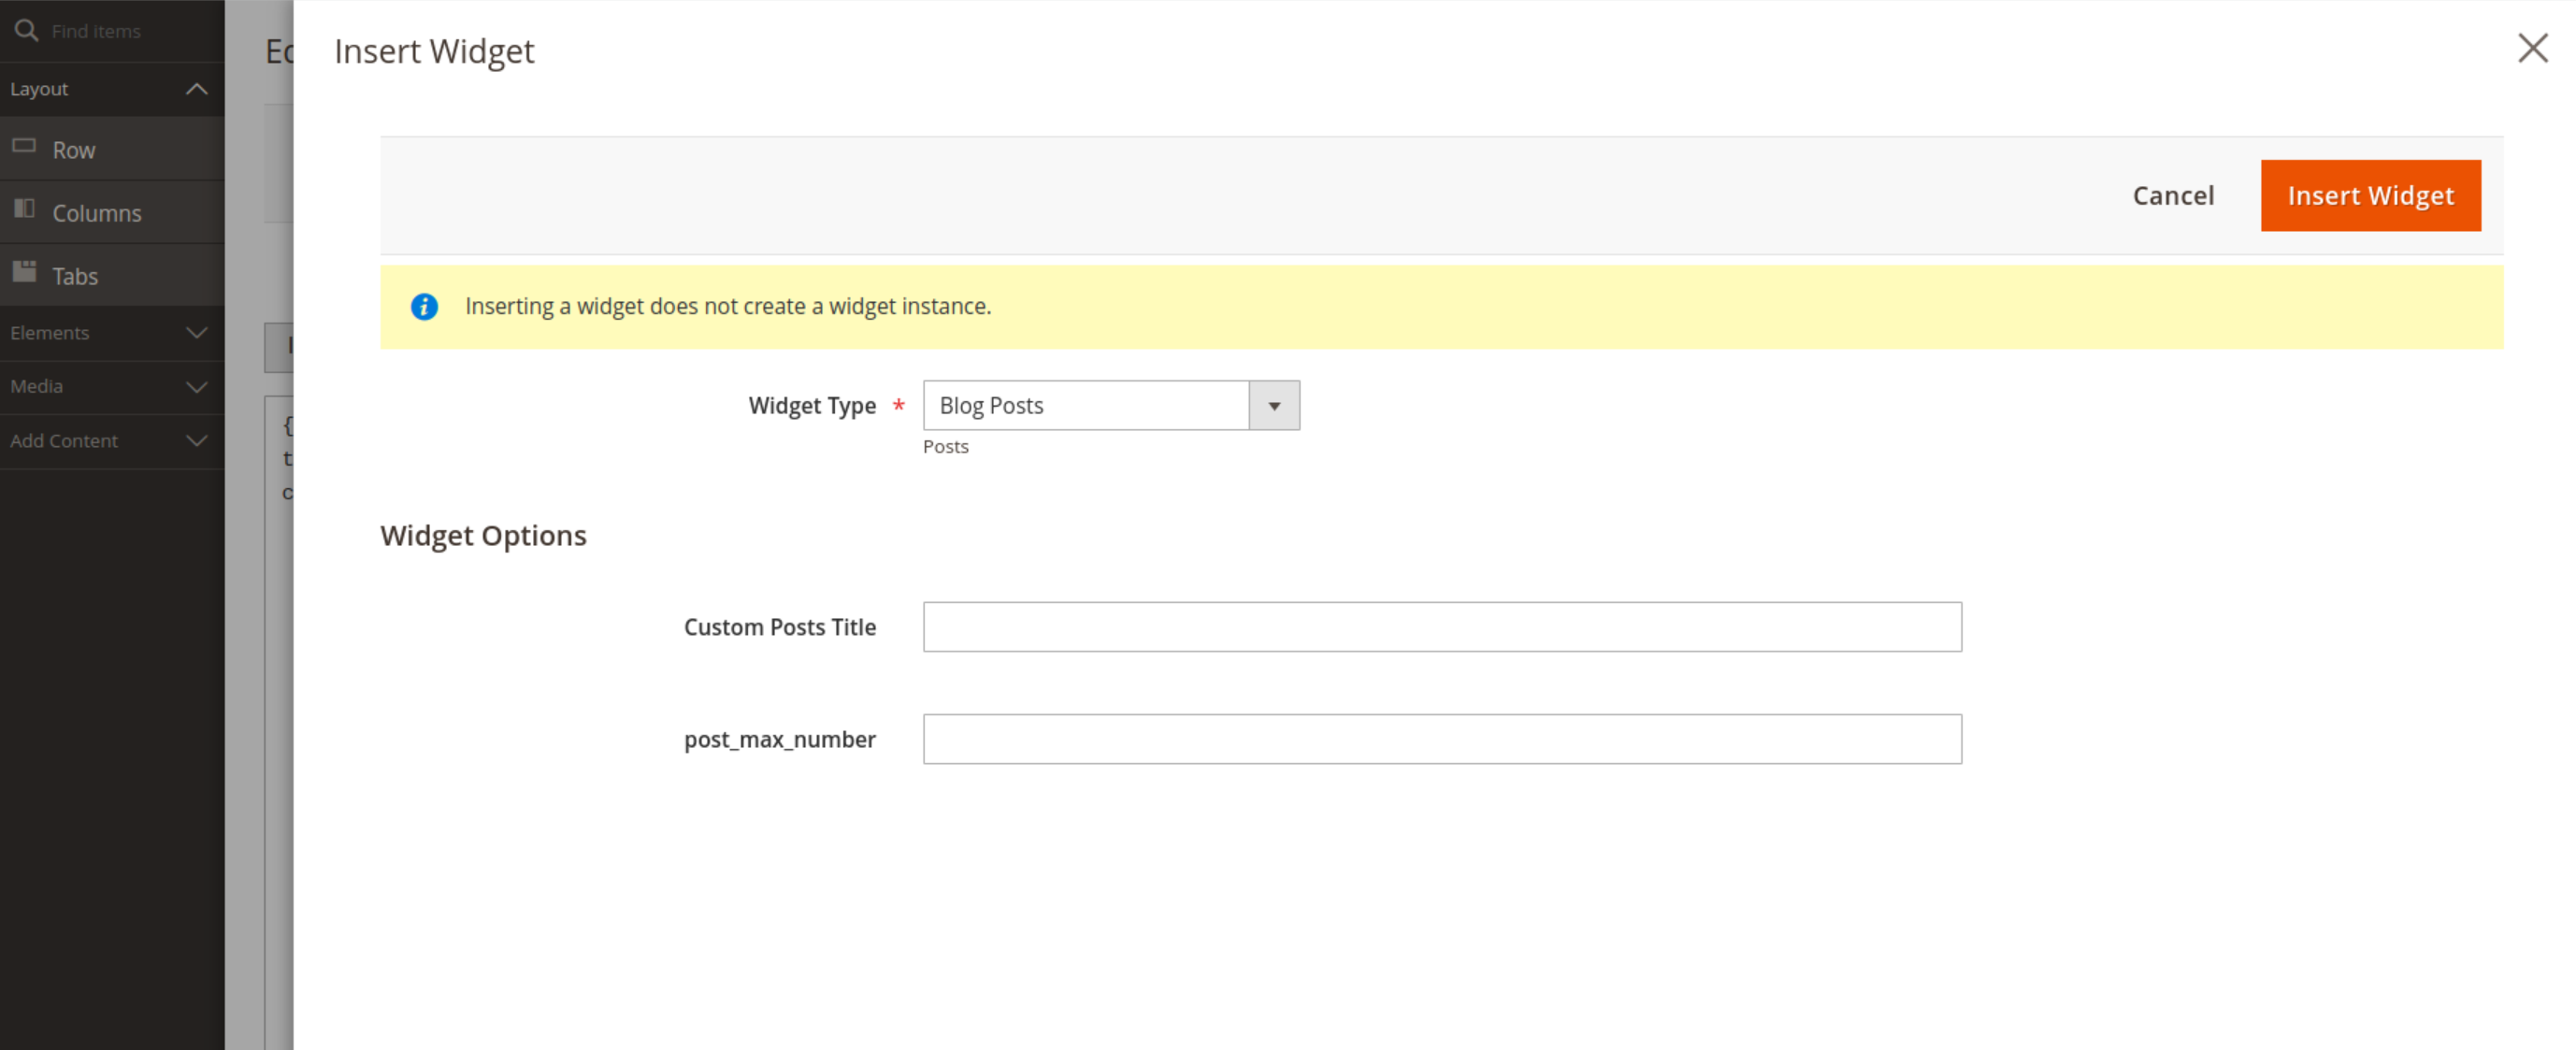 Find items
Layout
Row
Columns
Tabs
Elements
Media
Add Content
Insert Widget
Cancel
Insert Widget
Inserting a widget does not create a widget instance.
Widget Type *
Blog Posts
Posts
Widget Options
Custom Posts Title
post_max_number